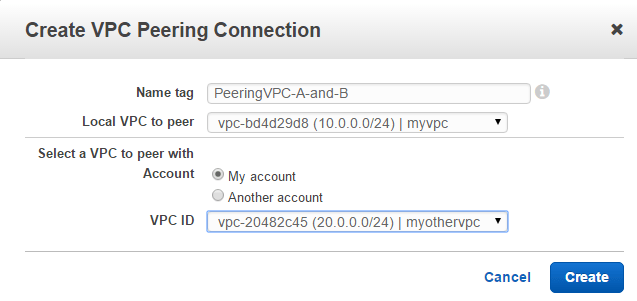 Create VPC Peering Connection ×
Name tag PeeringVPC-A-and-B i
Local VPC to peer vpc-bd4d29d8 (10.0.0.0/24) | myvpc
Select a VPC to peer with
Account My account
Another account
VPC ID vpc-20482c45 (20.0.0.0/24) | myothervpc
Cancel Create